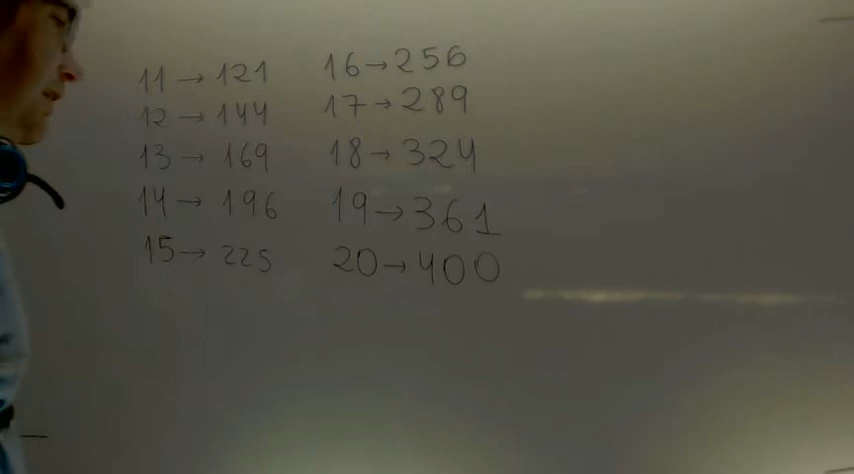 11 → 121
12 → 144
13 → 169
14 → 196
15 → 225
16 → 256
17 → 289
18 → 324
19 → 361
20 → 400